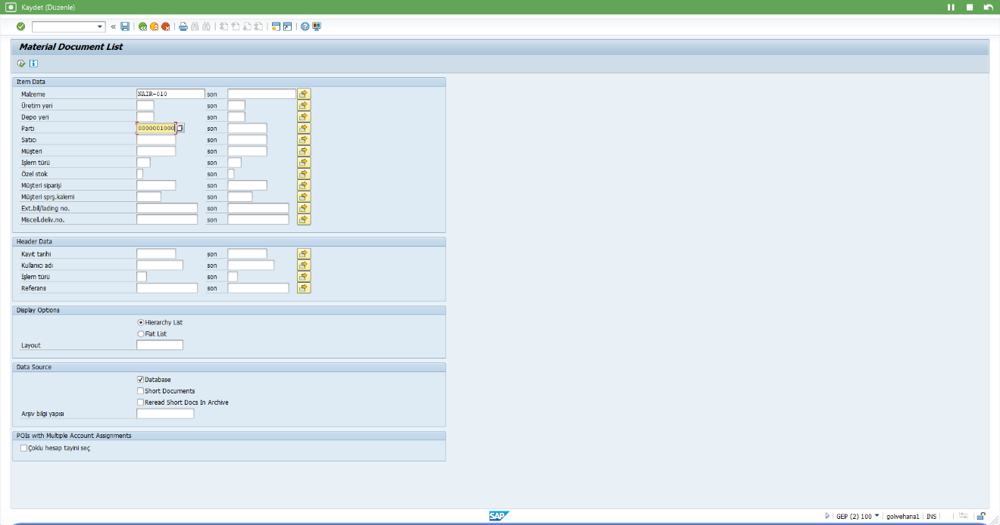 Kaydet (Düzenle)
Material Document List
Item Data
Malzeme NAIR-010 son
Üretim yeri son
Depo yeri son
Parti 0000001000 son
Satıcı son
Müşteri son
İşlem türü son
Özel stok son
Müşteri siparişi son
Müşteri sprş.kalemi son
Ext.bil/lading no. son
Miscell.deliv.no. son
Header Data
Kayıt tarihi son
Kullanıcı adı son
İşlem türü son
Referans son
Display Options
Hierarchy List
Flat List
Layout
Data Source
Database
Short Documents
Reread Short Docs In Archive
Arşiv bilgi yapısı
POIs with Multiple Account Assignments
Çoklu hesap tayini seç
SAP GEP (2) 100 golivehana1 INS